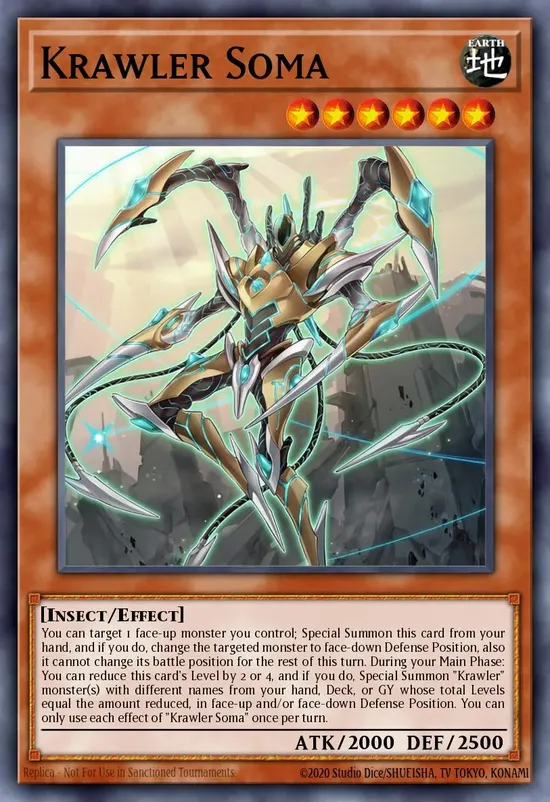 KRAWLER SOMA
EARTH
地
[INSECT/EFFECT]
You can target 1 face-up monster you control; Special Summon this card from your
hand, and if you do, change the targeted monster to face-down Defense Position, also
it cannot change its battle position for the rest of this turn. During your Main Phase:
You can reduce this card's Level by 2 or 4, and if you do, Special Summon "Krawler"
monster(s) with different names from your hand, Deck, or GY whose total Levels
equal the amount reduced, in face-up and/or face-down Defense Position. You can
only use each effect of "Krawler Soma" once per turn.
ATK/2000 DEF/2500
Replica - Not For Use in Sanctioned Tournaments
©2020 Studio Dice/SHUEISHA, TV TOKYO, KONAMI